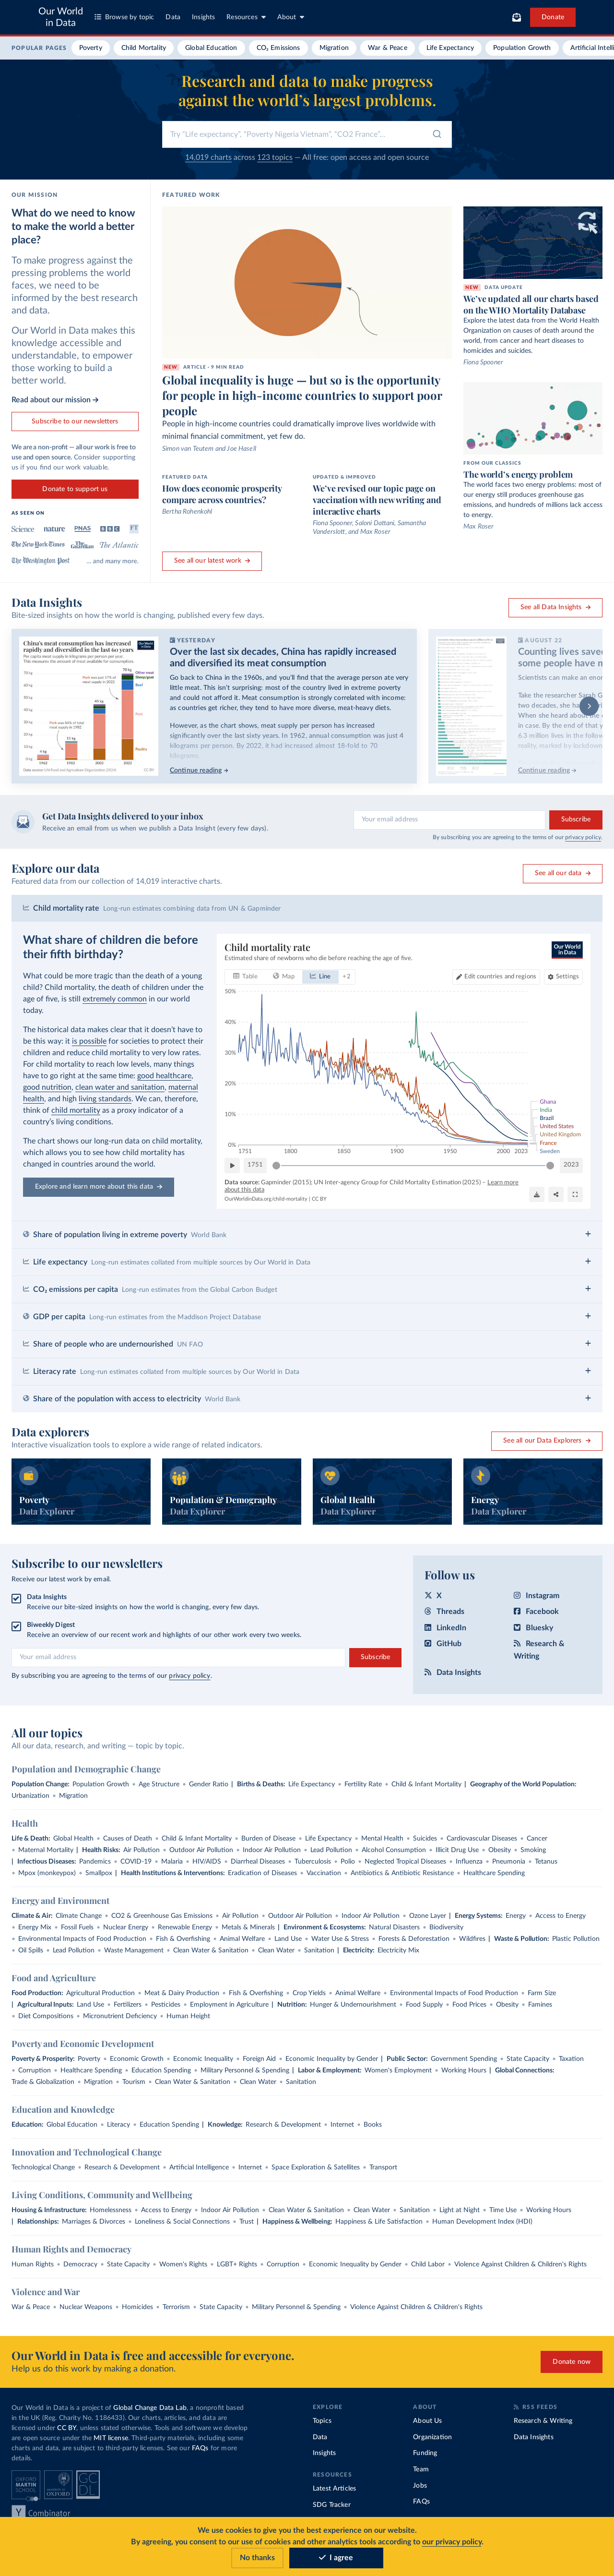 Our World
in Data
Browse by topic
Data
Insights
Resources
About
Donate
POPULAR PAGES
Poverty
Child Mortality
Global Education
CO₂ Emissions
Migration
War & Peace
Life Expectancy
Population Growth
Artificial Intelli
Research and data to make progress
against the world's largest problems.
Try "Life expectancy", "Poverty Nigeria Vietnam", "CO2 France"...
14,019 charts across 123 topics — All free: open access and open source
OUR MISSION
What do we need to know
to make the world a better
place?
To make progress against the
pressing problems the world
faces, we need to be
informed by the best research
and data.
Our World in Data makes this
knowledge accessible and
understandable, to empower
those working to build a
better world.
Read about our mission →
Subscribe to our newsletters
We are a non-profit — all our work is free to
use and open source. Consider supporting
us if you find our work valuable.
Donate to support us
AS SEEN ON
Science
nature
PNAS
BBC
FT
The New York Times
The Guardian
The Atlantic
The Washington Post
... and many more.
FEATURED WORK
NEW ARTICLE · 9 MIN READ
Global inequality is huge — but so is the opportunity
for people in high-income countries to support poor
people
People in high-income countries could dramatically improve lives worldwide with
minimal financial commitment, yet few do.
Simon van Teutem and Joe Hasell
FEATURED DATA
How does economic prosperity
compare across countries?
Bertha Rohenkohl
UPDATED & IMPROVED
We've revised our topic page on
vaccination with new writing and
interactive charts
Fiona Spooner, Saloni Dattani, Samantha
Vanderslott, and Max Roser
See all our latest work →
NEW DATA UPDATE
We've updated all our charts based
on the WHO Mortality Database
Explore the latest data from the World Health
Organization on causes of death around the
world, from cancer and heart diseases to
homicides and suicides.
Fiona Spooner
FROM OUR CLASSICS
The world's energy problem
The world faces two energy problems: most of
our energy still produces greenhouse gas
emissions, and hundreds of millions lack access
to energy.
Max Roser
Data Insights
Bite-sized insights on how the world is changing, published every few days.
See all Data Insights →
China's meat consumption has increased
rapidly and diversified in the last 60 years
YESTERDAY
Over the last six decades, China has rapidly increased
and diversified its meat consumption
Go back to China in the 1960s, and you'll find that the average person ate very
little meat. This isn't surprising: most of the country lived in extreme poverty
and could not afford it. Meat consumption is strongly correlated with income:
as countries get richer, they tend to have more diverse, meat-heavy diets.
However, as the chart shows, meat supply per person has increased
significantly over the last sixty years. In 1962, annual consumption was just 4
kilograms per person. By 2022, it had increased almost 18-fold to 70
kilograms.
Continue reading →
AUGUST 22
Counting lives saved
some people have n
Scientists can make an enor
Take the researcher Sarah G
two decades, she ha
When she heard about the
in case. By the end of that y
6.3 million lives in the follow
reality, marked by lockdown
Continue reading →
Get Data Insights delivered to your inbox
Receive an email from us when we publish a Data Insight (every few days).
Your email address
Subscribe
By subscribing you are agreeing to the terms of our privacy policy.
Explore our data
Featured data from our collection of 14,019 interactive charts.
See all our data →
Child mortality rate Long-run estimates combining data from UN & Gapminder
What share of children die before
their fifth birthday?
What could be more tragic than the death of a young
child? Child mortality, the death of children under the
age of five, is still extremely common in our world
today.
The historical data makes clear that it doesn't have to
be this way: it is possible for societies to protect their
children and reduce child mortality to very low rates.
For child mortality to reach low levels, many things
have to go right at the same time: good healthcare,
good nutrition, clean water and sanitation, maternal
health, and high living standards. We can, therefore,
think of child mortality as a proxy indicator of a
country's living conditions.
The chart shows our long-run data on child mortality,
which allows you to see how child mortality has
changed in countries around the world.
Explore and learn more about this data →
Child mortality rate
Estimated share of newborns who die before reaching the age of five.
Our World
in Data
Table
Map
Line
+2
Edit countries and regions
Settings
50%
40%
30%
20%
10%
0%
1751
1800
1850
1900
1950
2000
2023
Ghana
India
Brazil
United States
United Kingdom
France
Sweden
1751
2023
Data source: Gapminder (2015); UN Inter-agency Group for Child Mortality Estimation (2025) – Learn more
about this data
OurWorldinData.org/child-mortality | CC BY
Share of population living in extreme poverty World Bank
Life expectancy Long-run estimates collated from multiple sources by Our World in Data
CO₂ emissions per capita Long-run estimates from the Global Carbon Budget
GDP per capita Long-run estimates from the Maddison Project Database
Share of people who are undernourished UN FAO
Literacy rate Long-run estimates collated from multiple sources by Our World in Data
Share of the population with access to electricity World Bank
Data explorers
Interactive visualization tools to explore a wide range of related indicators.
See all our Data Explorers →
Poverty
Data Explorer
Population & Demography
Data Explorer
Global Health
Data Explorer
Energy
Data Explorer
Subscribe to our newsletters
Receive our latest work by email.
Data Insights
Receive our bite-sized insights on how the world is changing, every few days.
Biweekly Digest
Receive an overview of our recent work and highlights of our other work every two weeks.
Your email address
Subscribe
By subscribing you are agreeing to the terms of our privacy policy.
Follow us
X
Instagram
Threads
Facebook
LinkedIn
Bluesky
GitHub
Research &
Writing
Data Insights
All our topics
All our data, research, and writing — topic by topic.
Population and Demographic Change
Population Change: Population Growth • Age Structure • Gender Ratio | Births & Deaths: Life Expectancy • Fertility Rate • Child & Infant Mortality | Geography of the World Population:
Urbanization • Migration
Health
Life & Death: Global Health • Causes of Death • Child & Infant Mortality • Burden of Disease • Life Expectancy • Mental Health • Suicides • Cardiovascular Diseases • Cancer
• Maternal Mortality | Health Risks: Air Pollution • Outdoor Air Pollution • Indoor Air Pollution • Lead Pollution • Alcohol Consumption • Illicit Drug Use • Obesity • Smoking
| Infectious Diseases: Pandemics • COVID-19 • Malaria • HIV/AIDS • Diarrheal Diseases • Tuberculosis • Polio • Neglected Tropical Diseases • Influenza • Pneumonia • Tetanus
• Mpox (monkeypox) • Smallpox | Health Institutions & Interventions: Eradication of Diseases • Vaccination • Antibiotics & Antibiotic Resistance • Healthcare Spending
Energy and Environment
Climate & Air: Climate Change • CO2 & Greenhouse Gas Emissions • Air Pollution • Outdoor Air Pollution • Indoor Air Pollution • Ozone Layer | Energy Systems: Energy • Access to Energy
• Energy Mix • Fossil Fuels • Nuclear Energy • Renewable Energy • Metals & Minerals | Environment & Ecosystems: Natural Disasters • Biodiversity
• Environmental Impacts of Food Production • Fish & Overfishing • Animal Welfare • Land Use • Water Use & Stress • Forests & Deforestation • Wildfires | Waste & Pollution: Plastic Pollution
• Oil Spills • Lead Pollution • Waste Management • Clean Water & Sanitation • Clean Water • Sanitation | Electricity: Electricity Mix
Food and Agriculture
Food Production: Agricultural Production • Meat & Dairy Production • Fish & Overfishing • Crop Yields • Animal Welfare • Environmental Impacts of Food Production • Farm Size
| Agricultural Inputs: Land Use • Fertilizers • Pesticides • Employment in Agriculture | Nutrition: Hunger & Undernourishment • Food Supply • Food Prices • Obesity • Famines
• Diet Compositions • Micronutrient Deficiency • Human Height
Poverty and Economic Development
Poverty & Prosperity: Poverty • Economic Growth • Economic Inequality • Foreign Aid • Economic Inequality by Gender | Public Sector: Government Spending • State Capacity • Taxation
• Corruption • Healthcare Spending • Education Spending • Military Personnel & Spending | Labor & Employment: Women's Employment • Working Hours | Global Connections:
Trade & Globalization • Migration • Tourism • Clean Water & Sanitation • Clean Water • Sanitation
Education and Knowledge
Education: Global Education • Literacy • Education Spending | Knowledge: Research & Development • Internet • Books
Innovation and Technological Change
Technological Change • Research & Development • Artificial Intelligence • Internet • Space Exploration & Satellites • Transport
Living Conditions, Community and Wellbeing
Housing & Infrastructure: Homelessness • Access to Energy • Indoor Air Pollution • Clean Water & Sanitation • Clean Water • Sanitation • Light at Night • Time Use • Working Hours
| Relationships: Marriages & Divorces • Loneliness & Social Connections • Trust | Happiness & Wellbeing: Happiness & Life Satisfaction • Human Development Index (HDI)
Human Rights and Democracy
Human Rights • Democracy • State Capacity • Women's Rights • LGBT+ Rights • Corruption • Economic Inequality by Gender • Child Labor • Violence Against Children & Children's Rights
Violence and War
War & Peace • Nuclear Weapons • Homicides • Terrorism • State Capacity • Military Personnel & Spending • Violence Against Children & Children's Rights
Our World in Data is free and accessible for everyone.
Help us do this work by making a donation.
Donate now
Our World in Data is a project of Global Change Data Lab, a nonprofit based
in the UK (Reg. Charity No. 1186433). Our charts, articles, and data are
licensed under CC BY, unless stated otherwise. Tools and software we develop
are open source under the MIT license. Third-party materials, including some
charts and data, are subject to third-party licenses. See our FAQs for more
details.
OXFORD
MARTIN
SCHOOL
GC
DL
Y Combinator
EXPLORE
Topics
Data
Insights
RESOURCES
Latest Articles
SDG Tracker
ABOUT
About Us
Organization
Funding
Team
Jobs
FAQs
RSS FEEDS
Research & Writing
Data Insights
We use cookies to give you the best experience on our website.
By agreeing, you consent to our use of cookies and other analytics tools according to our privacy policy.
No thanks
I agree